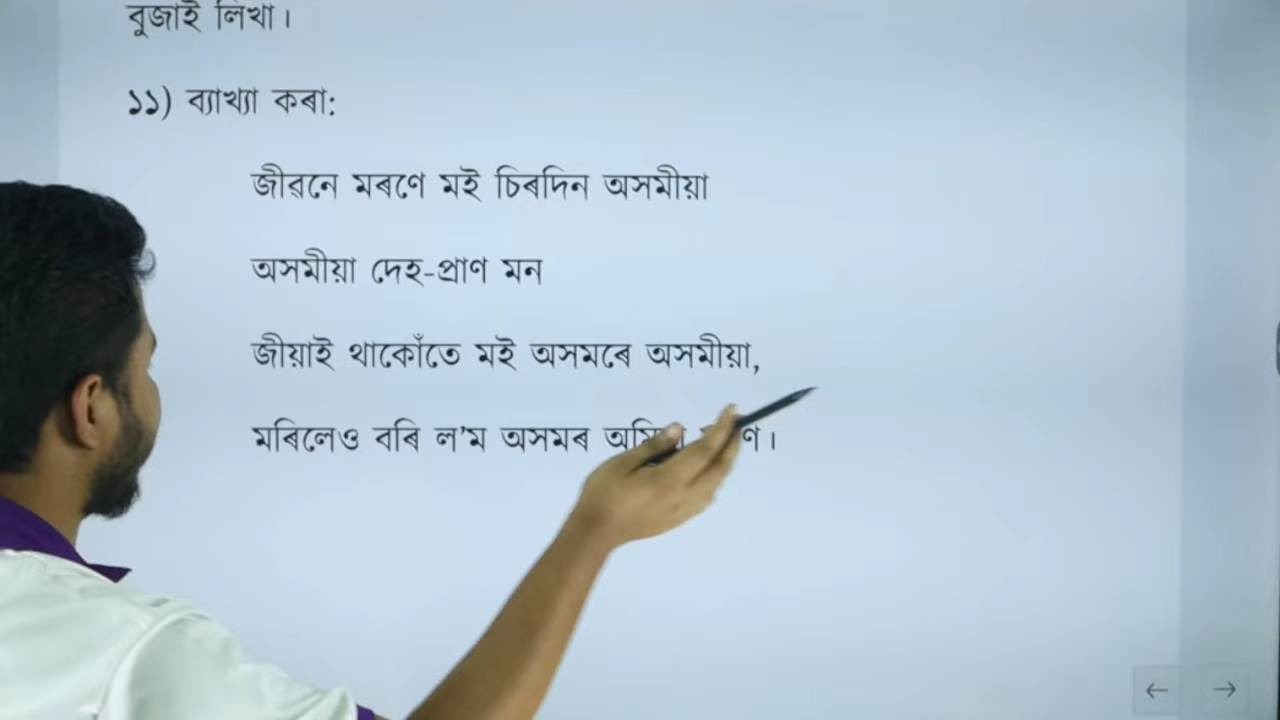 বুজাই লিখা।
১১) ব্যাখ্যা কৰা:
জীৱনে মৰণে মই চিৰদিন অসমীয়া
অসমীয়া দেহ-প্ৰাণ মন
জীয়াই থাকোঁতে মই অসমৰে অসমীয়া,
মৰিলেও বৰি ল'ম অসমৰ